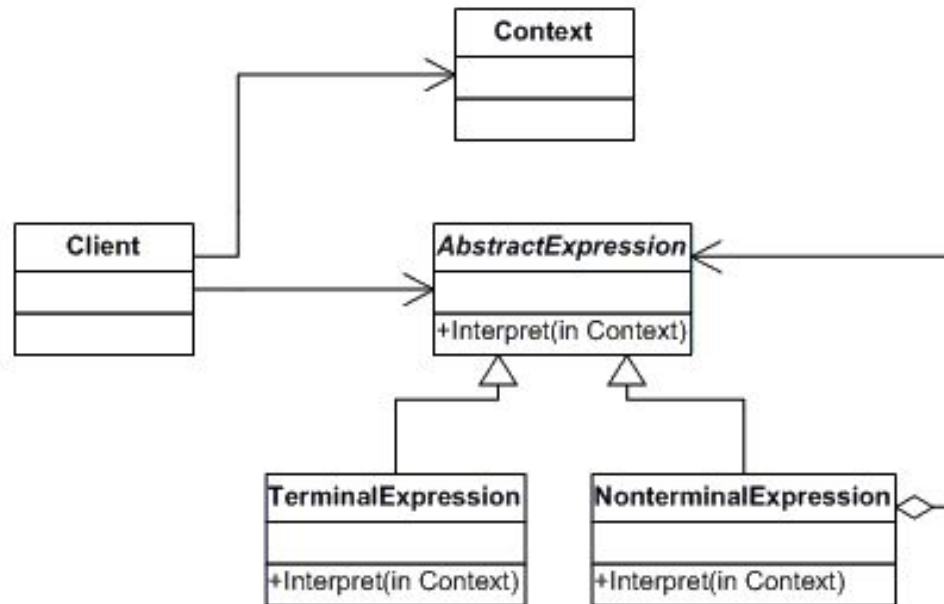 Context
Client
AbstractExpression
+Interpret(in Context)
TerminalExpression
NonterminalExpression
+Interpret(in Context)
+Interpret(in Context)